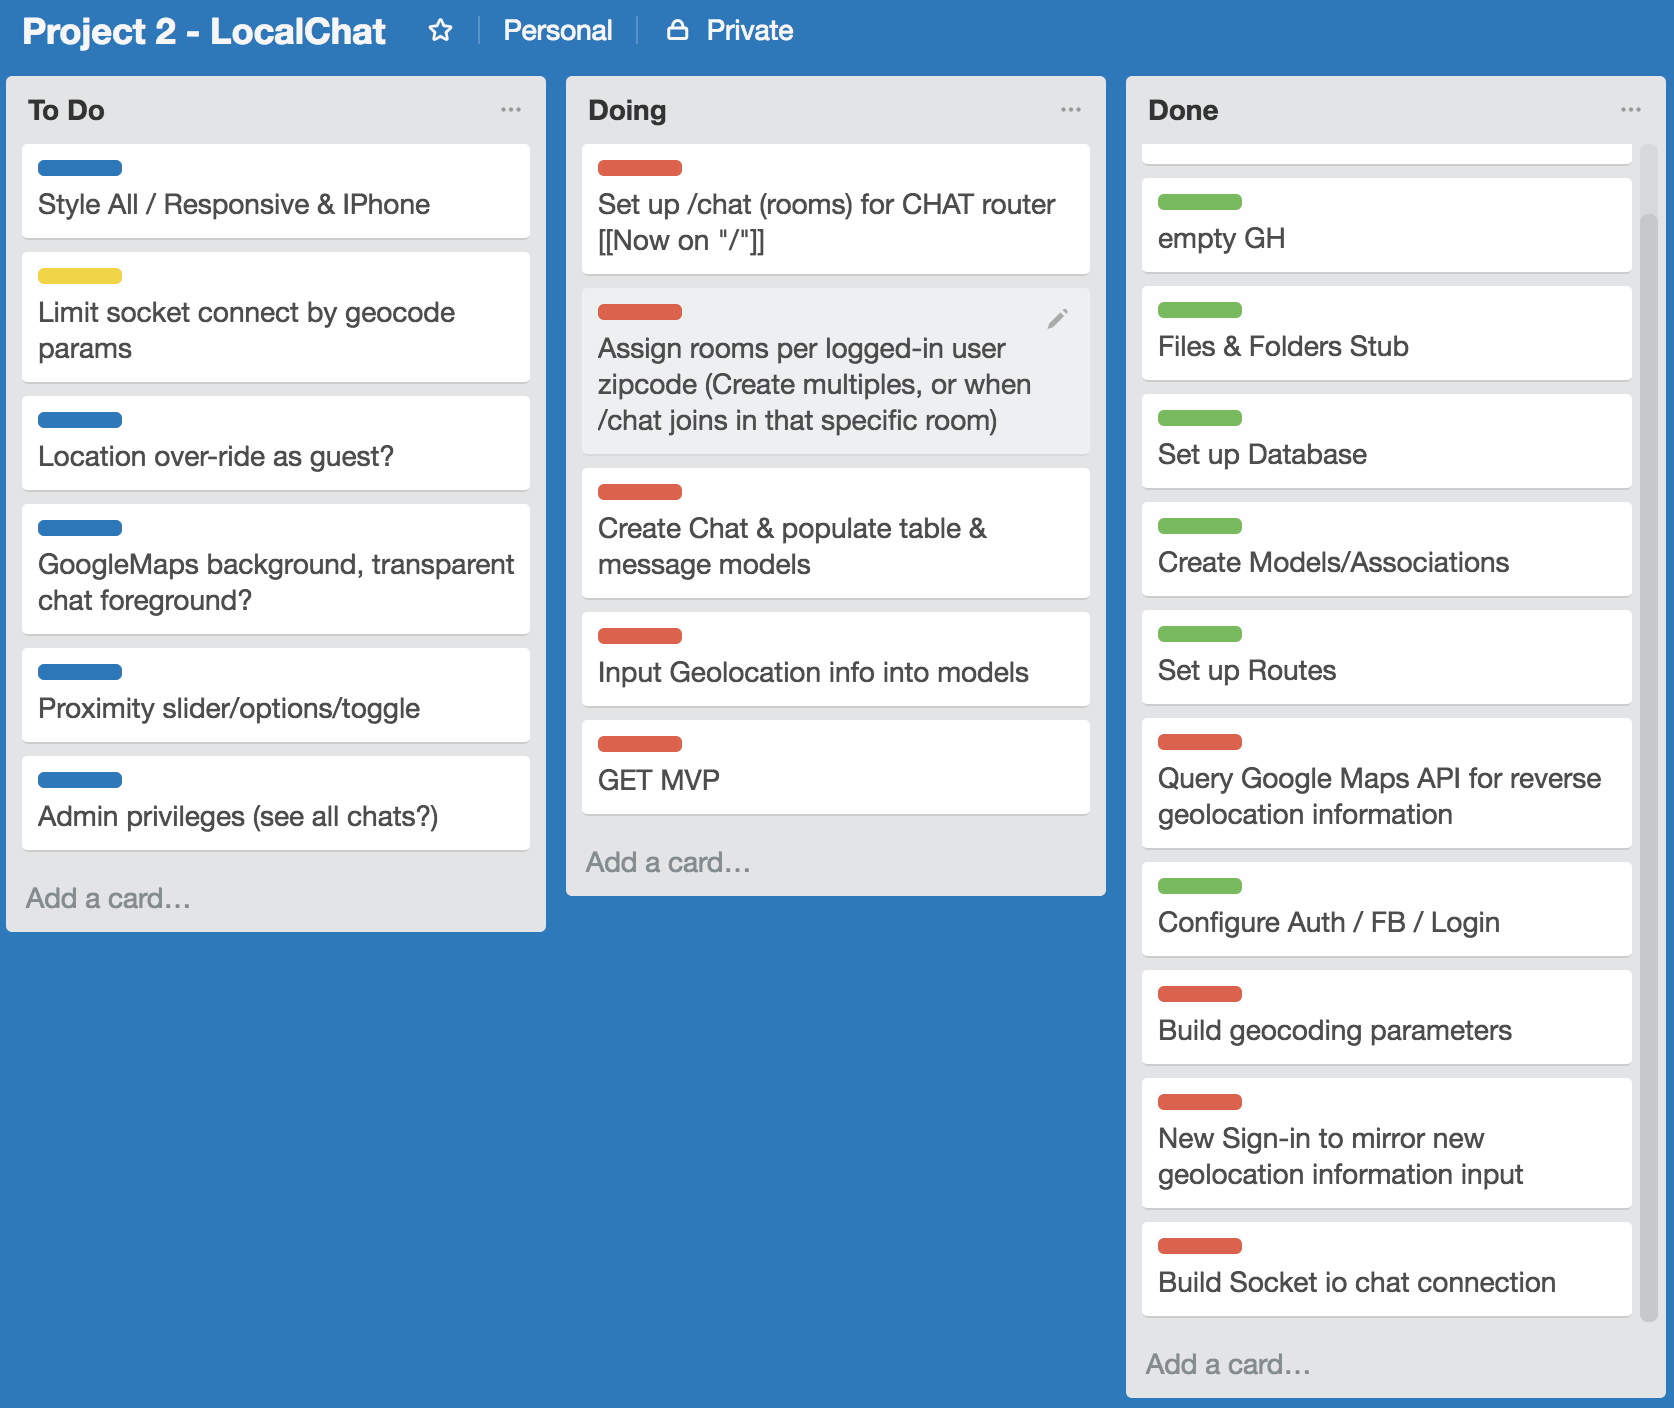 Project 2 - LocalChat
Personal
Private
To Do
Style All / Responsive & IPhone
Limit socket connect by geocode
params
Location over-ride as guest?
GoogleMaps background, transparent
chat foreground?
Proximity slider/options/toggle
Admin privileges (see all chats?)
Add a card...
Doing
Set up /chat (rooms) for CHAT router
[[Now on "/"]]
Assign rooms per logged-in user
zipcode (Create multiples, or when
/chat joins in that specific room)
Create Chat & populate table &
message models
Input Geolocation info into models
GET MVP
Add a card...
Done
empty GH
Files & Folders Stub
Set up Database
Create Models/Associations
Set up Routes
Query Google Maps API for reverse
geolocation information
Configure Auth / FB / Login
Build geocoding parameters
New Sign-in to mirror new
geolocation information input
Build Socket io chat connection
Add a card...